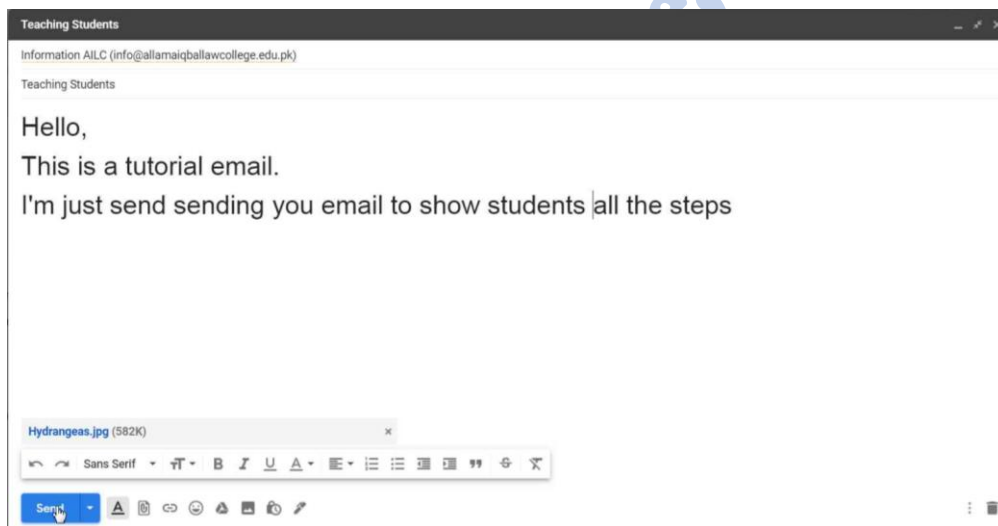 Teaching Students
Information AILC (info@allamaiqballawcollege.edu.pk)
Teaching Students
Hello,
This is a tutorial email.
I'm just send sending you email to show students all the steps
Hydrangeas.jpg (582K)
Sans Serif
Send